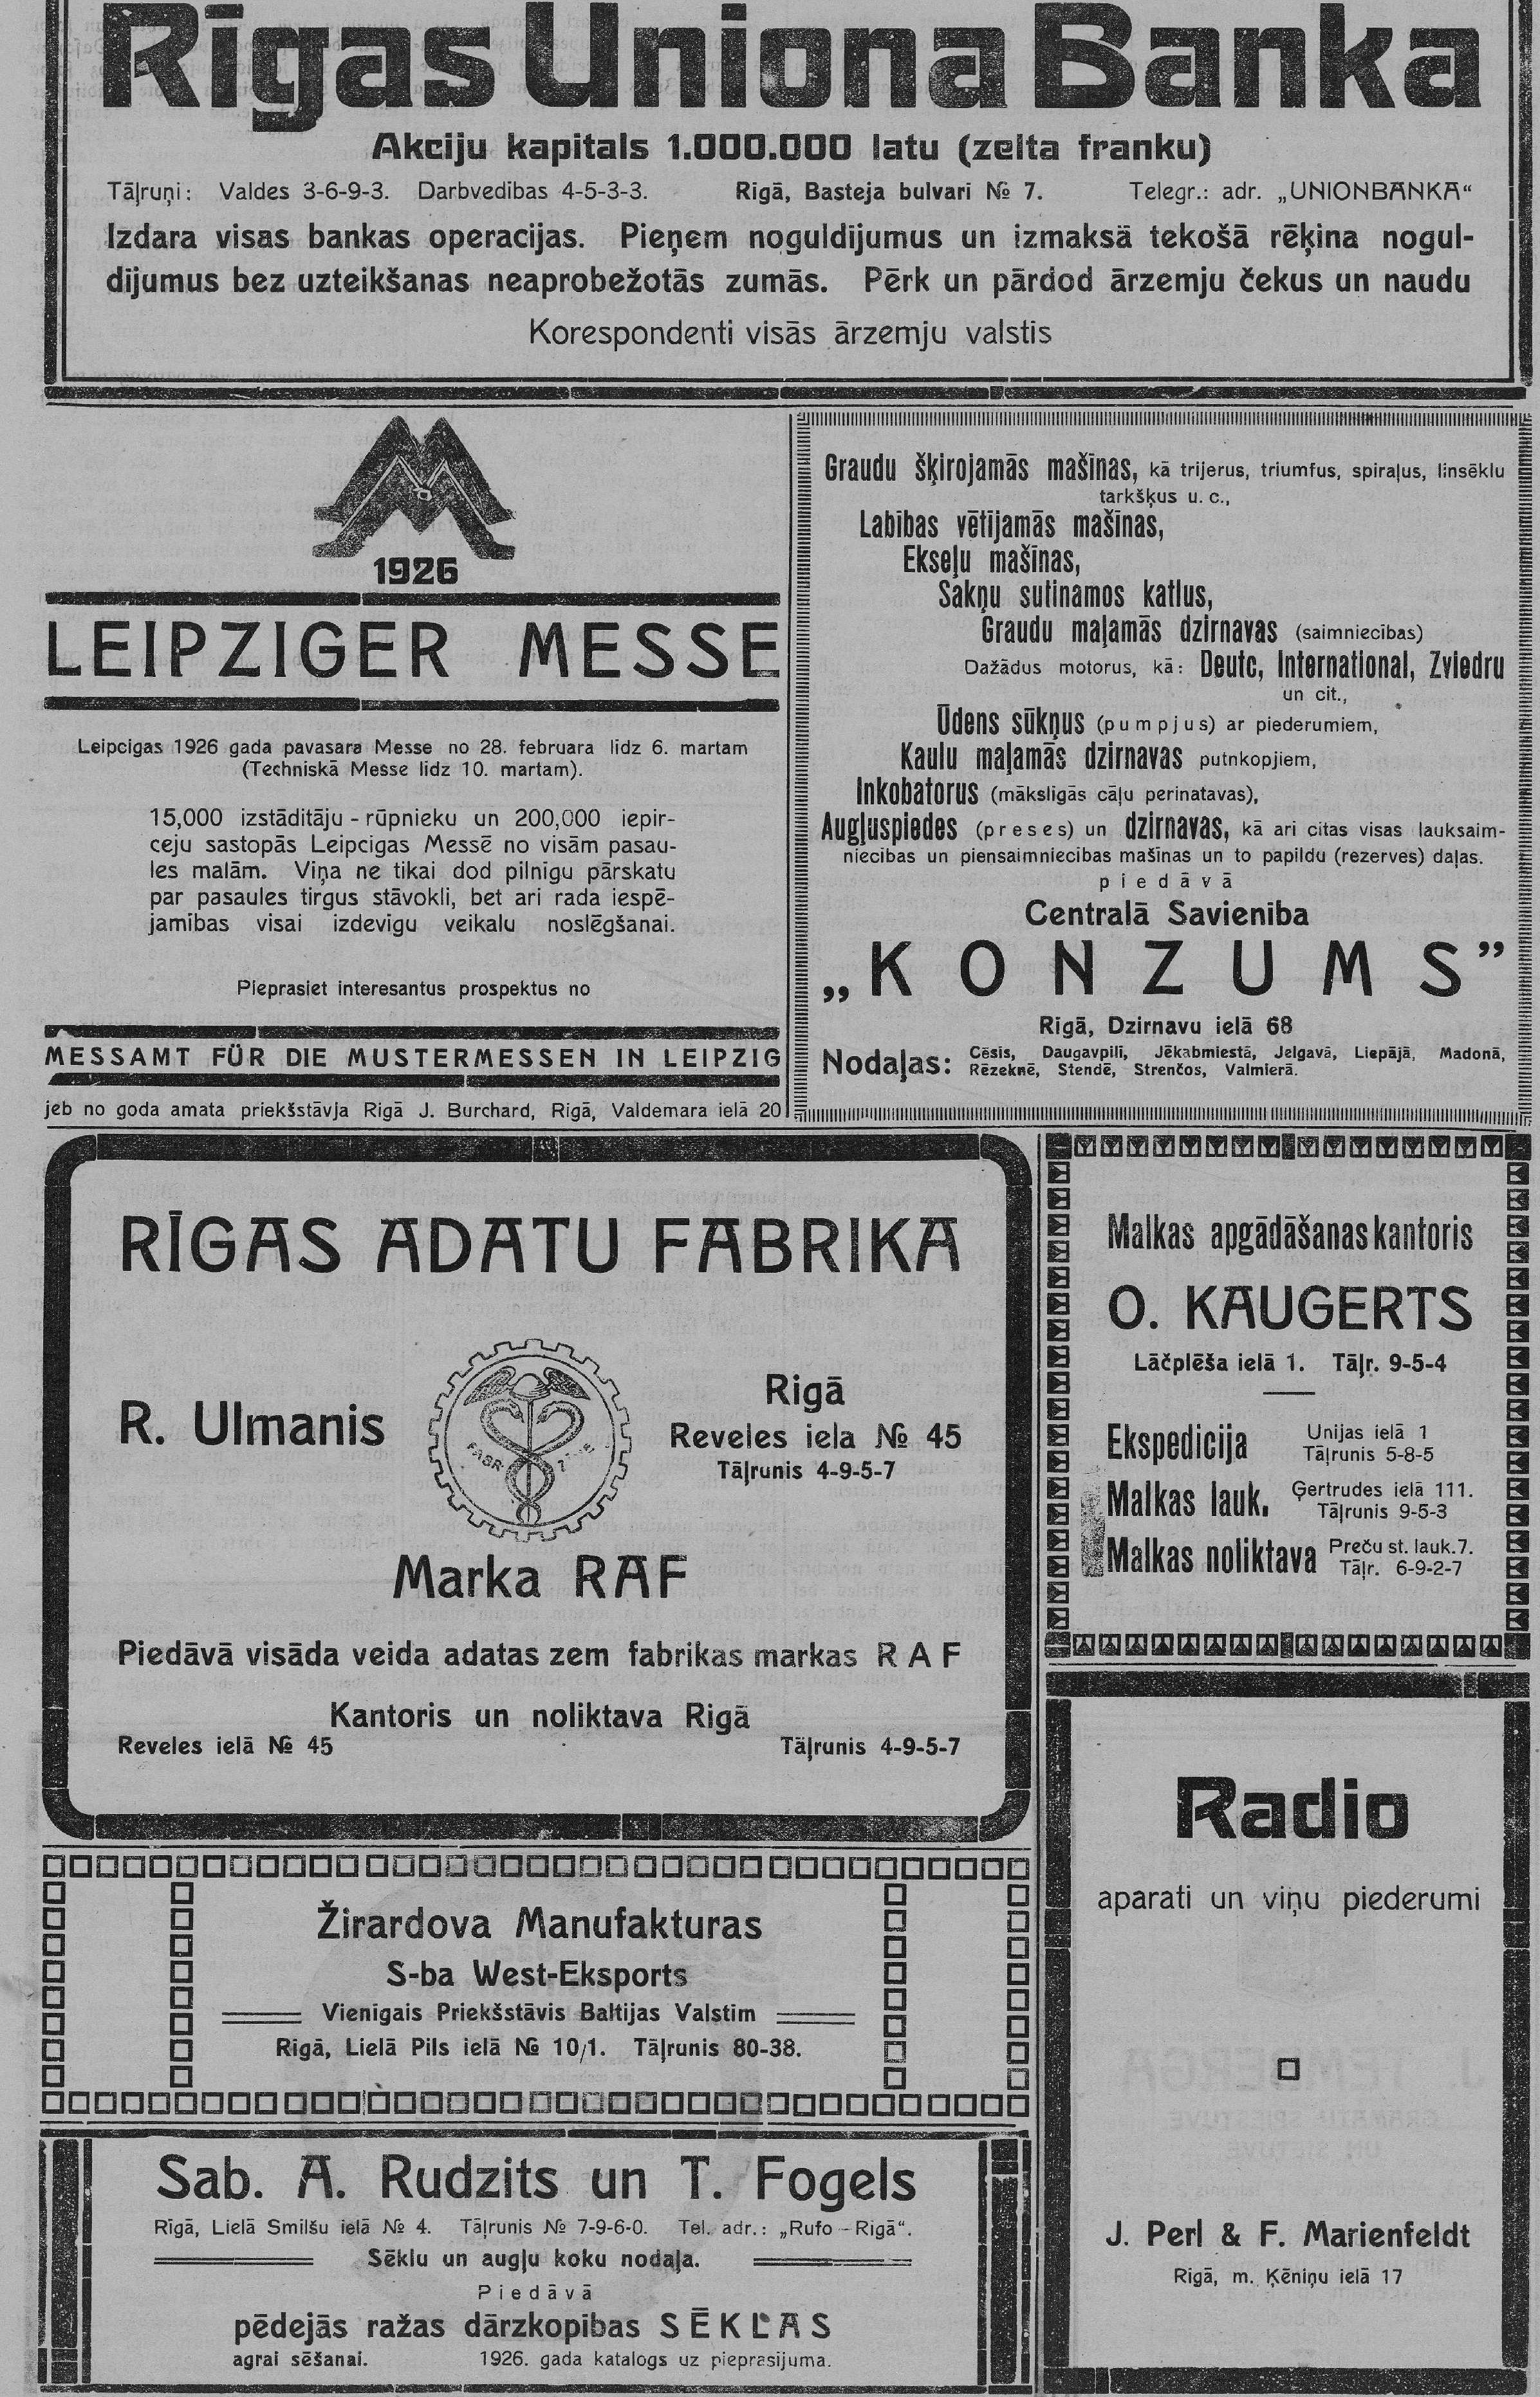 Rīgas Uniona Banka
Akciju kapitals 1.000.000 latu (zelta franku)
Tāļruņi: Valdes 3-6-9-3. Darbvedibas 4-5-3-3. Rigā, Basteja bulvari № 7. Telegr.: adr. „UNIONBANKA“
Izdara visas bankas operacijas. Pieņem noguldijumus un izmaksā tekošā rēķina nogul-
dijumus bez uzteikšanas neaprobežotās zumās. Pērk un pārdod ārzemju čekus un naudu
Korespondenti visās ārzemju valstis
1926
LEIPZIGER MESSE
Leipcigas 1926 gada pavasara Messe no 28. februara lidz 6. martam
(Techniskā Messe lidz 10. martam).
15,000 izstāditāju - rūpnieku un 200,000 iepir-
ceju sastopās Leipcigas Messē no visām pasau-
les malām. Viņa ne tikai dod pilnigu pārskatu
par pasaules tirgus stāvokli, bet ari rada iespē-
jamibas visai izdevigu veikalu noslēgšanai.
Pieprasiet interesantus prospektus no
MESSAMT FÜR DIE MUSTERMESSEN IN LEIPZIG
jeb no goda amata priekšstāvja Rigā J. Burchard, Rigā, Valdemara ielā 20
Graudu šķirojamās mašinas, kā trijerus, triumfus, spiraļus, linsēklu
tarkšķus u. c.,
Labibas vētijamās mašinas,
Ekseļu mašinas,
Sakņu sutinamos katlus,
Graudu maļamās dzirnavas (saimniecibas)
Dažādus motorus, kā: Deutc, International, Zviedru
un cit.,
Ūdens sūkņus (pumpjus) ar piederumiem,
Kaulu maļamās dzirnavas putnkopjiem,
Inkobatorus (māksligās cāļu perinatavas),
Augļuspiedes (preses) un dzirnavas, kā ari citas visas lauksaim-
niecibas un piensaimniecibas mašinas un to papildu (rezerves) daļas.
piedāvā
Centralā Savieniba
„KONZUMS”
Rigā, Dzirnavu ielā 68
Nodaļas: Cēsis, Daugavpili, Jēkabmiestā, Jelgavā, Liepājā, Madonā,
Rēzeknē, Stendē, Strenčos, Valmierā.
RĪGAS ADATU FABRIKA
R. Ulmanis
Rigā
Reveles iela № 45
Tāļrunis 4-9-5-7
Marka RAF
Piedāvā visāda veida adatas zem fabrikas markas RAF
Kantoris un noliktava Rigā
Reveles ielā № 45 Tāļrunis 4-9-5-7
Malkas apgādāšanas kantoris
O. KAUGERTS
Lāčplēša ielā 1. Tāļr. 9-5-4
Ekspedicija Unijas ielā 1
Tāļrunis 5-8-5
Malkas lauk. Ģertrudes ielā 111.
Tāļrunis 9-5-3
Malkas noliktava Preču st. lauk. 7.
Tāļr. 6-9-2-7
Žirardova Manufakturas
S-ba West-Eksports
Vienigais Priekšstāvis Baltijas Valstim
Rigā, Lielā Pils ielā № 10/1. Tāļrunis 80-38.
Sab. A. Rudzits un T. Fogels
Rīgā, Lielā Smilšu ielā № 4. Tāļrunis № 7-9-6-0. Tel. adr.: „Rufo – Rigā“.
Sēklu un augļu koku nodaļa.
Piedāvā
pēdejās ražas dārzkopibas SĒKLAS
agrai sēšanai. 1926. gada katalogs uz pieprasijuma.
Radio
aparati un viņu piederumi
J. Perl & F. Marienfeldt
Rigā, m. Ķēniņu ielā 17